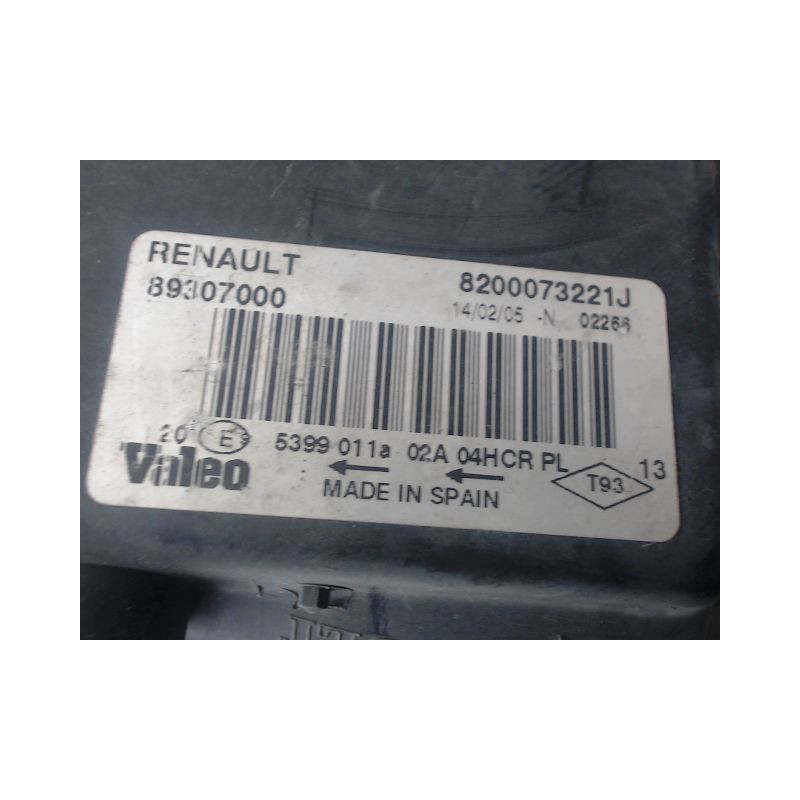 RENAULT
89307000
8200073221J
14/02/05 -N 02266
20 E9 5399 011a 02A 04HCR PL
Valeo
MADE IN SPAIN
T93
13